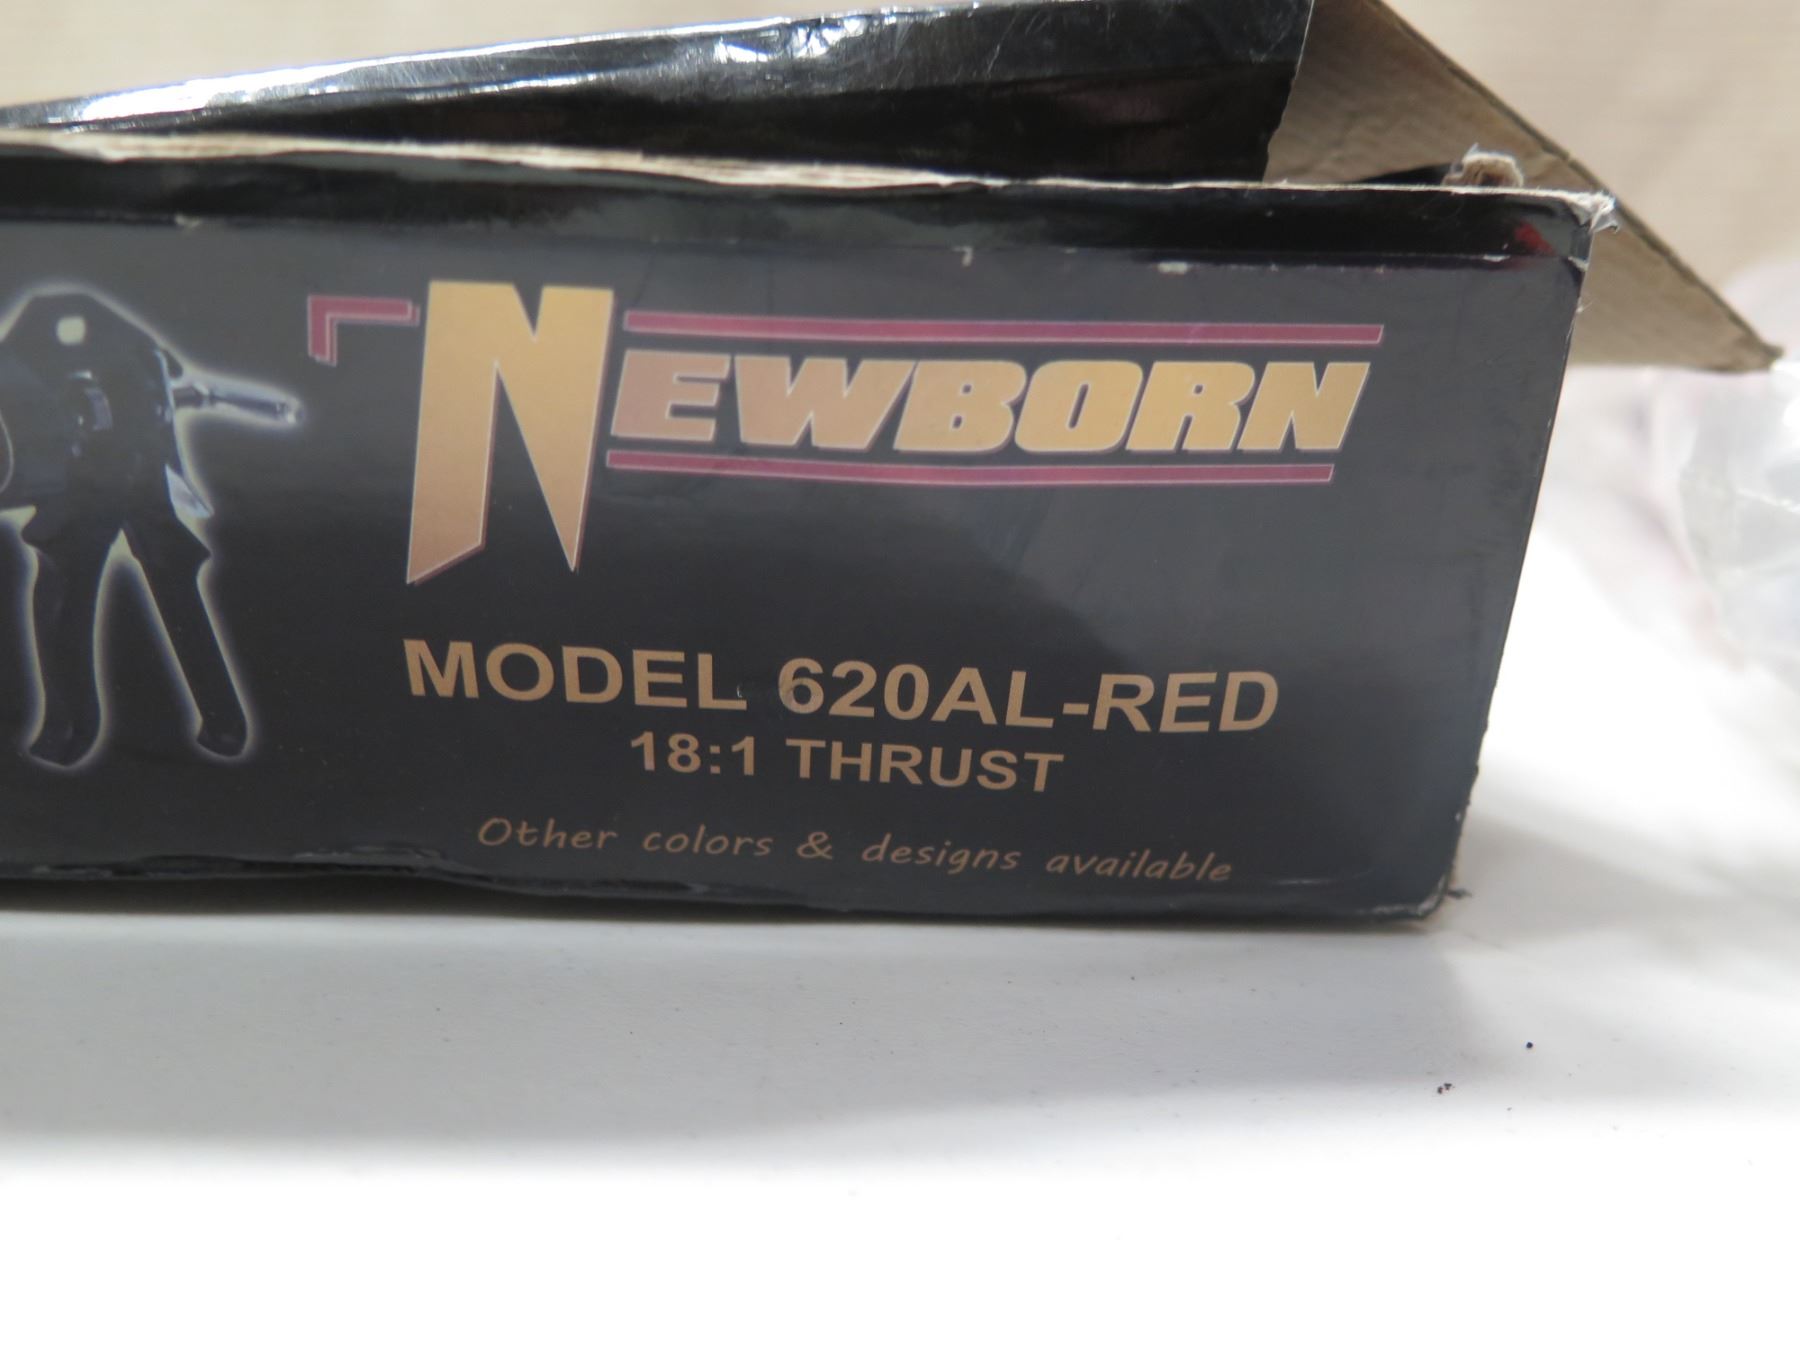 NEWBORN
MODEL 620AL-RED
18:1 THRUST
Other colors & designs available